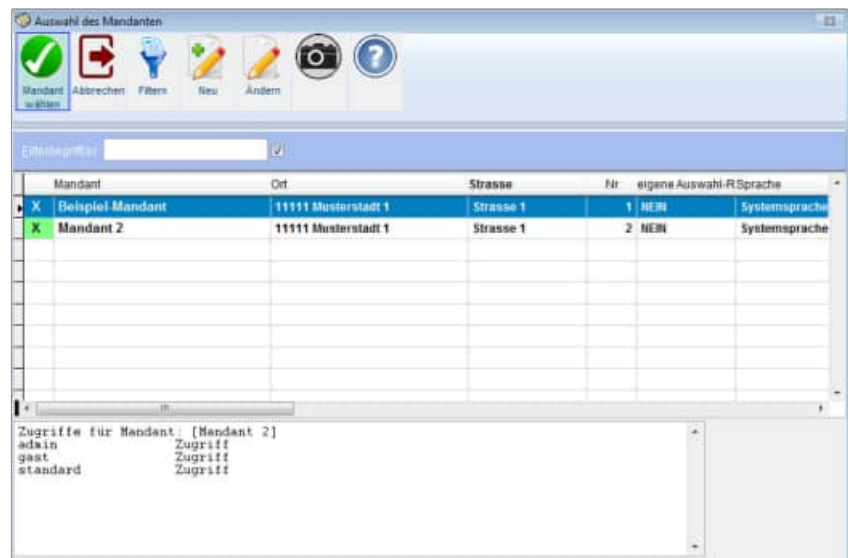 Auswahl des Mandanten
Mandant wählen Abbrechen Filtern Neu Ändern
Filterbegriff(e)
Mandant Ort Strasse Nr eigene Auswahl-R Sprache
X Beispiel-Mandant 11111 Musterstadt 1 Strasse 1 1 NEIN Systemsprache
X Mandant 2 11111 Musterstadt 1 Strasse 1 2 NEIN Systemsprache
Zugriffe für Mandant: [Mandant 2]
admin Zugriff
gast Zugriff
standard Zugriff